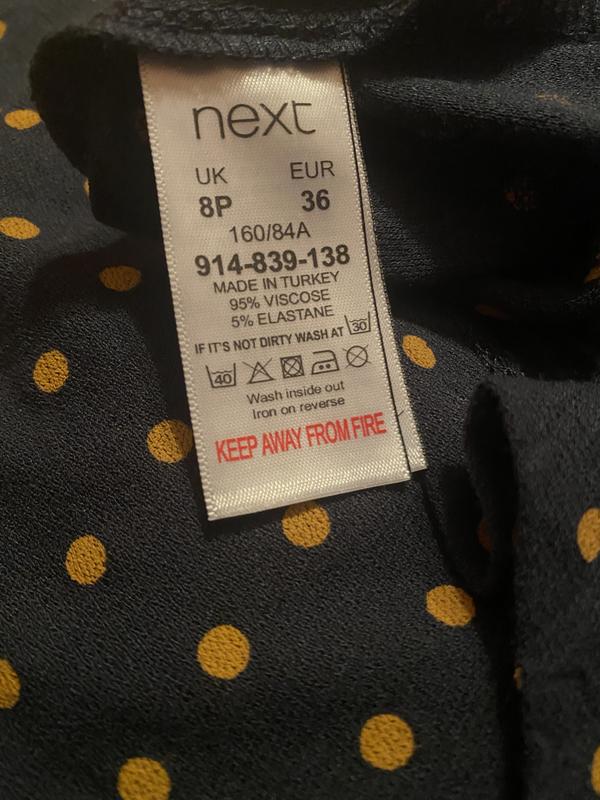 next
UK EUR
8P 36
160/84A
914-839-138
MADE IN TURKEY
95% VISCOSE
5% ELASTANE
IF IT'S NOT DIRTY WASH AT 30
40
Wash inside out
Iron on reverse
KEEP AWAY FROM FIRE